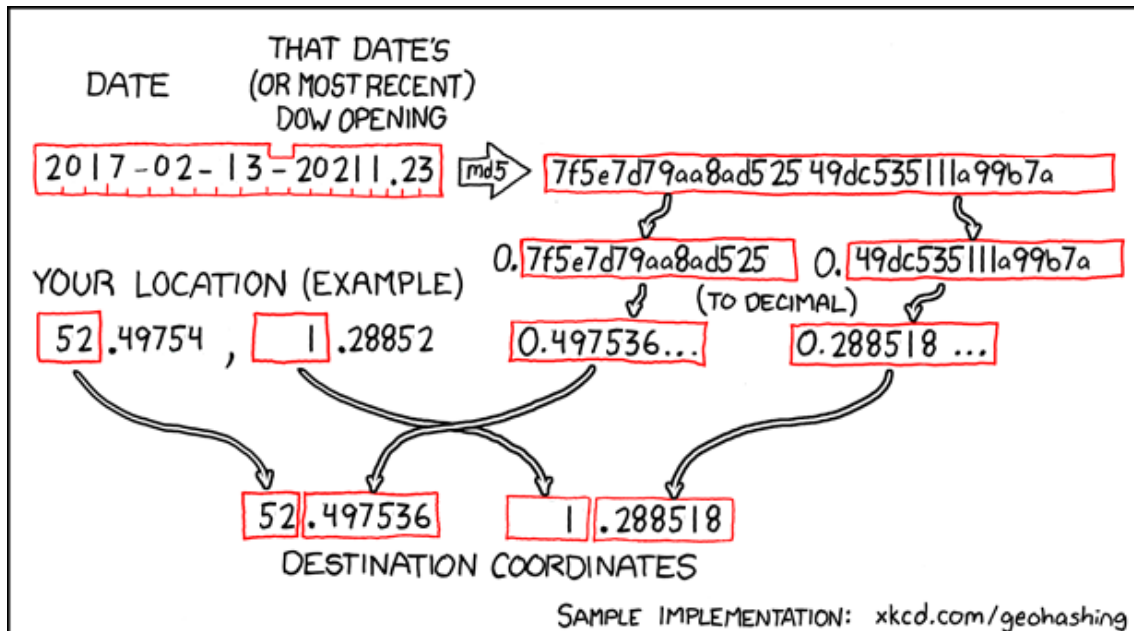 THAT DATE'S
DATE (OR MOST RECENT)
DOW OPENING
2017-02-13-20211.23 md5 7f5e7d79aa8ad52549dc535111a99b7a
0.7f5e7d79aa8ad525 0.49dc535111a99b7a
YOUR LOCATION (EXAMPLE) (TO DECIMAL)
52.49754, 1.28852 0.497536... 0.288518...
52.497536 1.288518
DESTINATION COORDINATES
SAMPLE IMPLEMENTATION: xkcd.com/geohashing